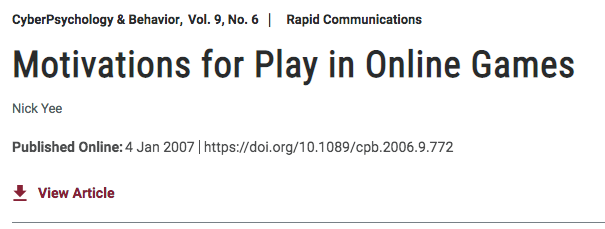 CyberPsychology & Behavior, Vol. 9, No. 6 | Rapid Communications
Motivations for Play in Online Games
Nick Yee
Published Online: 4 Jan 2007 | https://doi.org/10.1089/cpb.2006.9.772
View Article